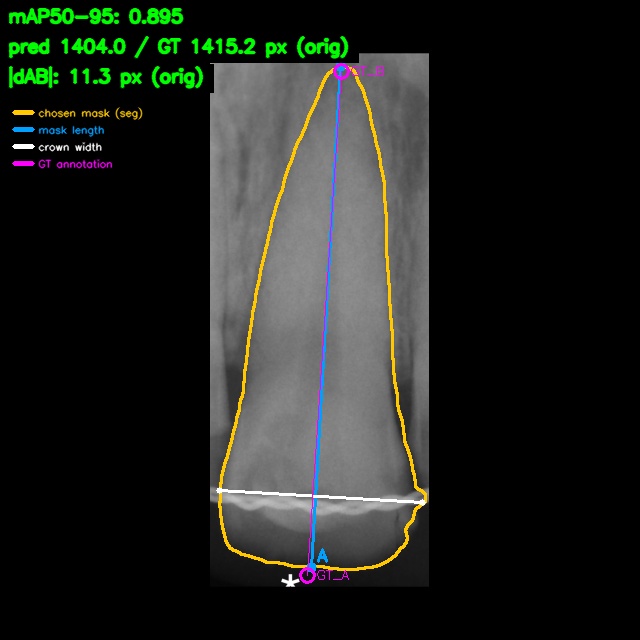 mAP50-95: 0.895
pred 1404.0 / GT 1415.2 px (orig)
|dAB|: 11.3 px (orig)
chosen mask (seg)
mask length
crown width
GT annotation
GT_B
A
GT_A